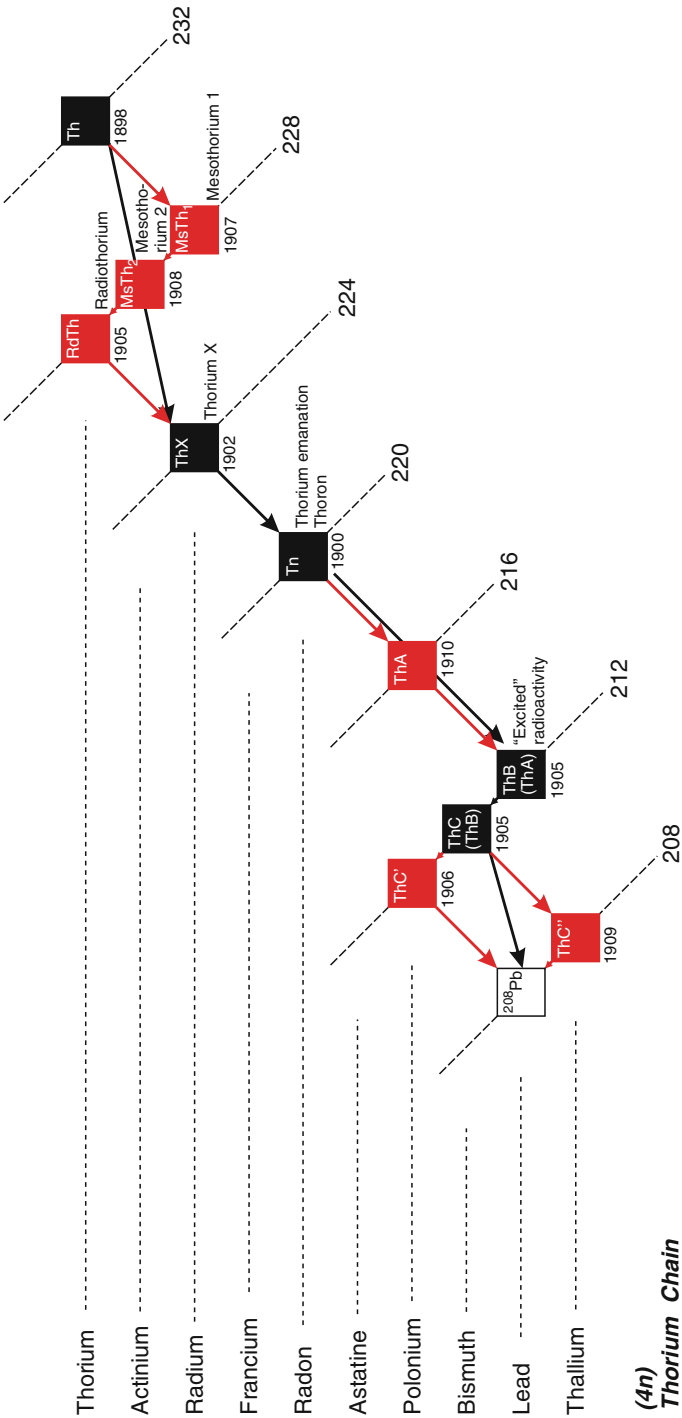 Th
1898
232
RdTh
1905
Radiothorium
MsTh2
1908
Mesotho-
rium 2
MsTh1
1907
Mesothorium 1
228
ThX
1902
Thorium X
224
Tn
1900
Thorium emanation
Thoron
220
ThA
1910
216
ThB
(ThA)
1905
"Excited"
radioactivity
212
ThC
(ThB)
1905
ThC'
1906
ThC''
1909
208
208Pb
Thorium
Actinium
Radium
Francium
Radon
Astatine
Polonium
Bismuth
Lead
Thallium
(4n)
Thorium Chain